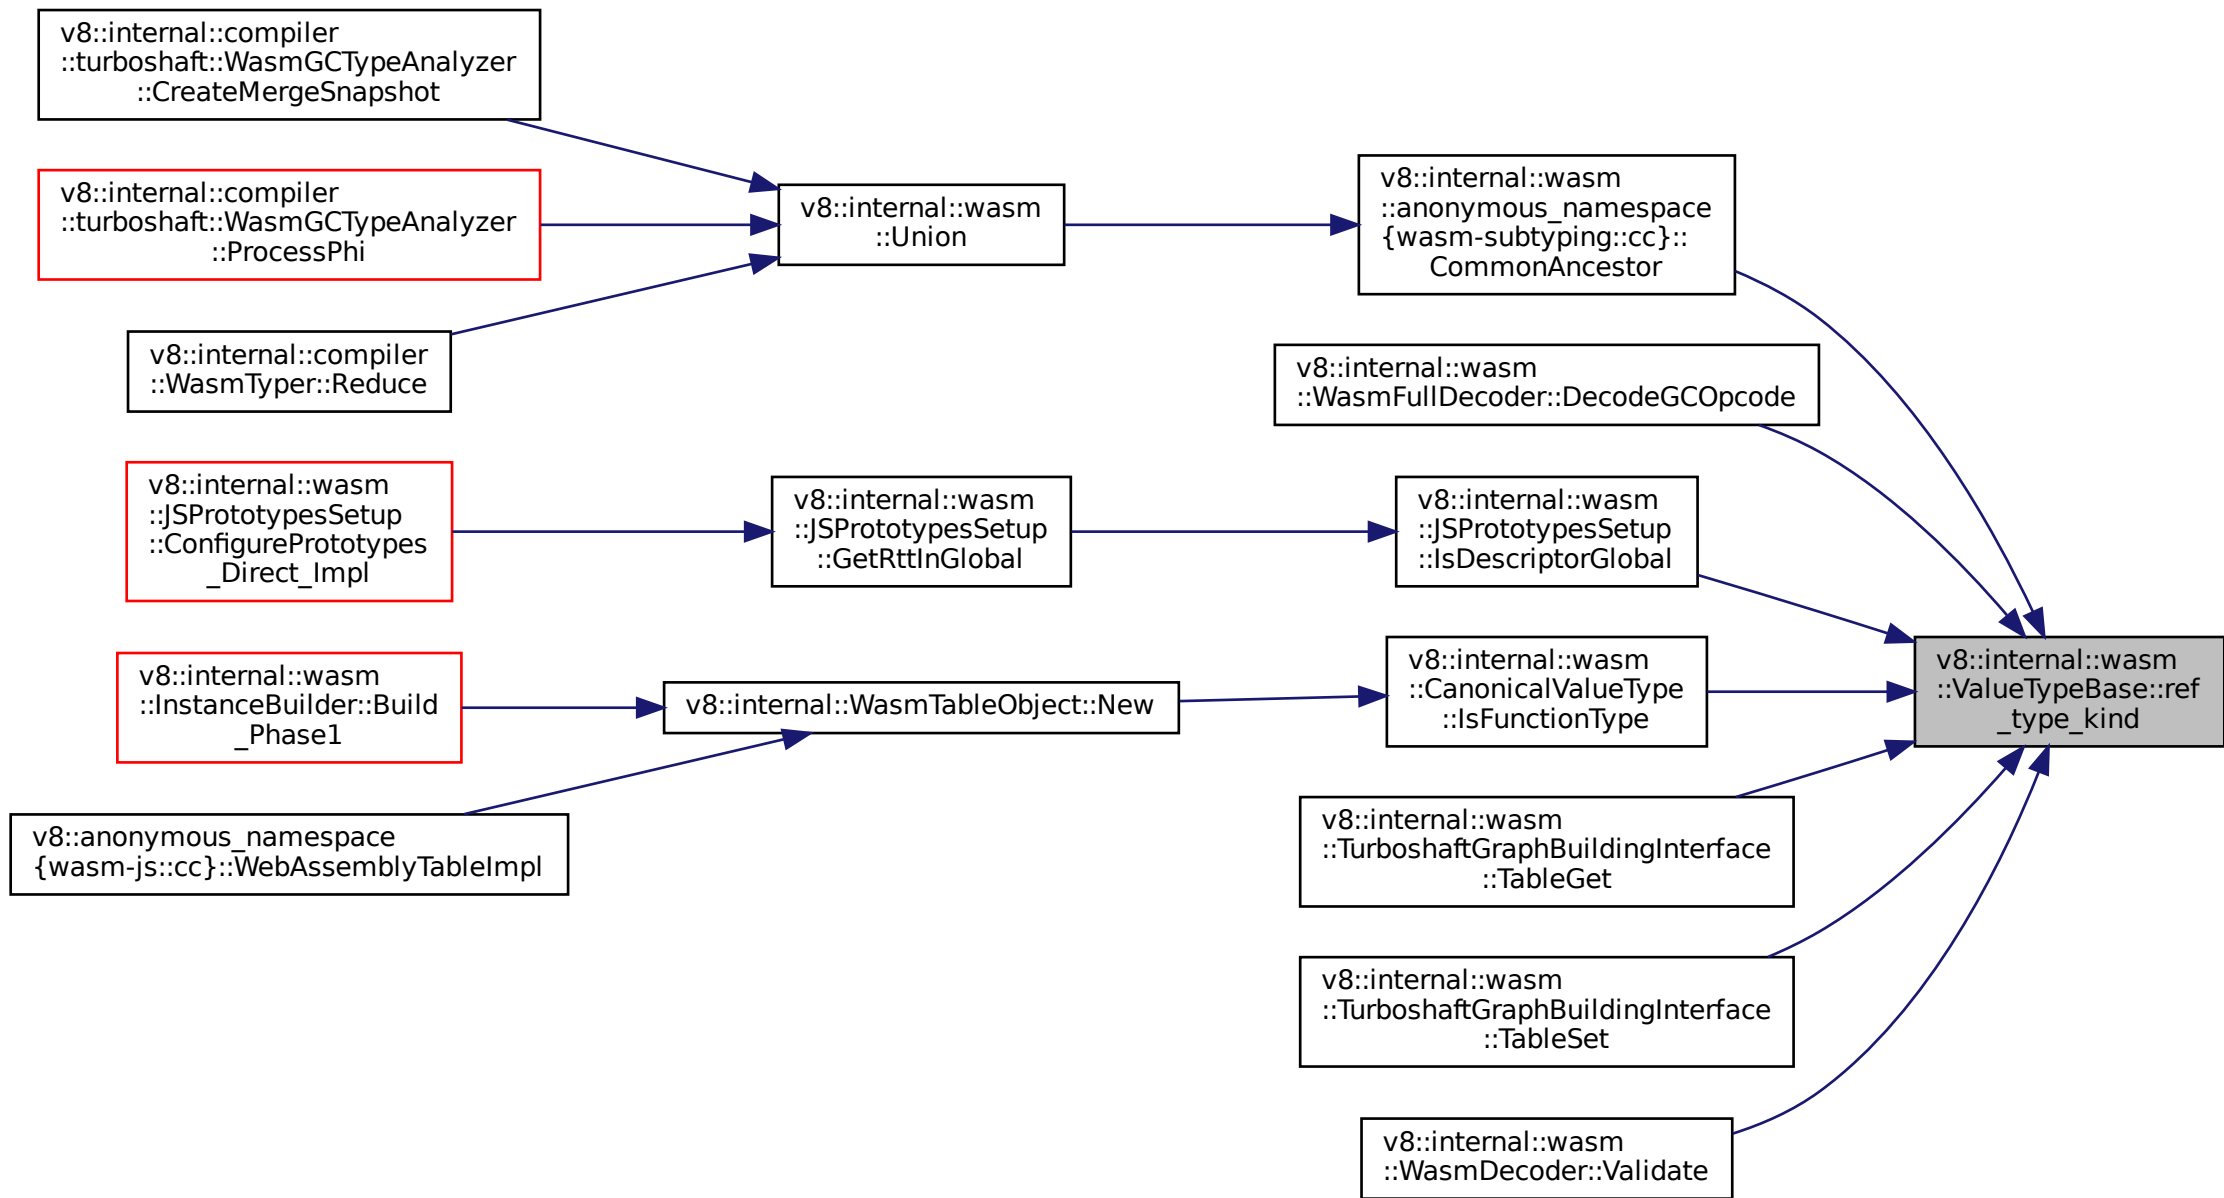 v8::internal::compiler
::turboshaft::WasmGCTypeAnalyzer
::CreateMergeSnapshot
v8::internal::compiler
::turboshaft::WasmGCTypeAnalyzer
::ProcessPhi
v8::internal::compiler
::WasmTyper::Reduce
v8::internal::wasm
::JSPrototypesSetup
::ConfigurePrototypes
_Direct_Impl
v8::internal::wasm
::InstanceBuilder::Build
_Phase1
v8::anonymous_namespace
{wasm-js::cc}::WebAssemblyTableImpl
v8::internal::wasm
::Union
v8::internal::wasm
::JSPrototypesSetup
::GetRttInGlobal
v8::internal::WasmTableObject::New
v8::internal::wasm
::anonymous_namespace
{wasm-subtyping::cc}::
CommonAncestor
v8::internal::wasm
::WasmFullDecoder::DecodeGCOpcode
v8::internal::wasm
::JSPrototypesSetup
::IsDescriptorGlobal
v8::internal::wasm
::CanonicalValueType
::IsFunctionType
v8::internal::wasm
::TurboshaftGraphBuildingInterface
::TableGet
v8::internal::wasm
::TurboshaftGraphBuildingInterface
::TableSet
v8::internal::wasm
::WasmDecoder::Validate
v8::internal::wasm
::ValueTypeBase::ref
_type_kind